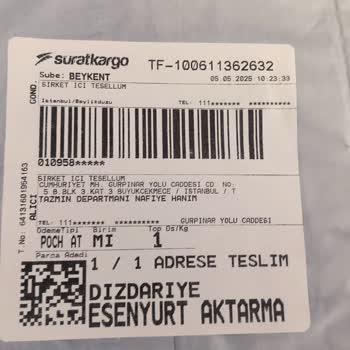 suratkargo TF-100611362632
Sube: BEYKENT 05.05.2025 10:23:33
GOND.
SIRKET ICI TESELLUM
Istanbul/Beylikduzu TEL: 111******* *********
010958*****
ALICI
SIRKET ICI TESELLUM
CUMHURIYET MH. GURPINAR YOLU CADDESI CD. NO:
5 B BLK 3 KAT 3 BUYUKCEKMECE / ISTANBUL / T
TAZMIN DEPARTMANI NAFIYE HANIM
TEL: 111******* ********* GURPINAR YOLU CADDESI
OdemeTipi Birim Top Ds/Kg
POCH AT MI 1
Parca Adedi
1 / 1 ADRESE TESLIM
DIZDARIYE
ESENYURT AKTARMA